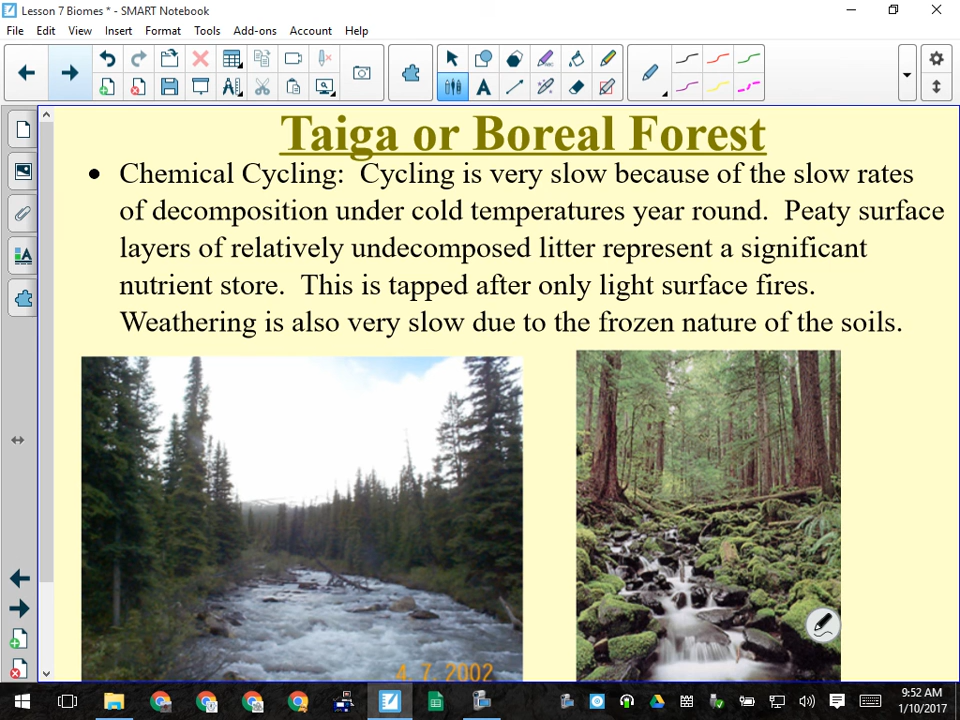 Lesson 7 Biomes * - SMART Notebook
File Edit View Insert Format Tools Add-ons Account Help
Taiga or Boreal Forest
• Chemical Cycling: Cycling is very slow because of the slow rates
of decomposition under cold temperatures year round. Peaty surface
layers of relatively undecomposed litter represent a significant
nutrient store. This is tapped after only light surface fires.
Weathering is also very slow due to the frozen nature of the soils.
4 7 2002
9:52 AM
1/10/2017